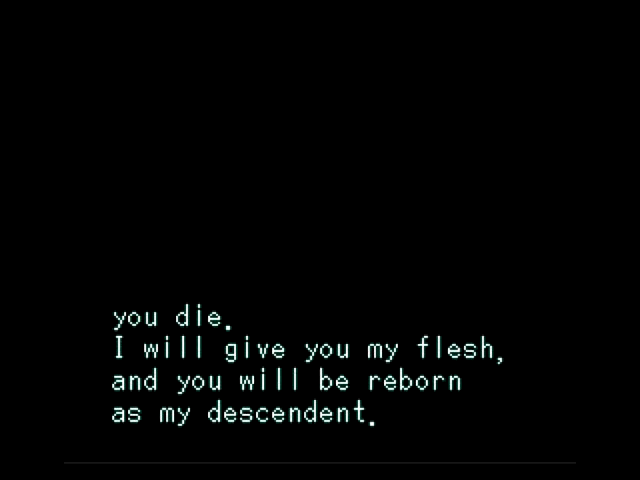 you die.
I will give you my flesh,
and you will be reborn
as my descendent.